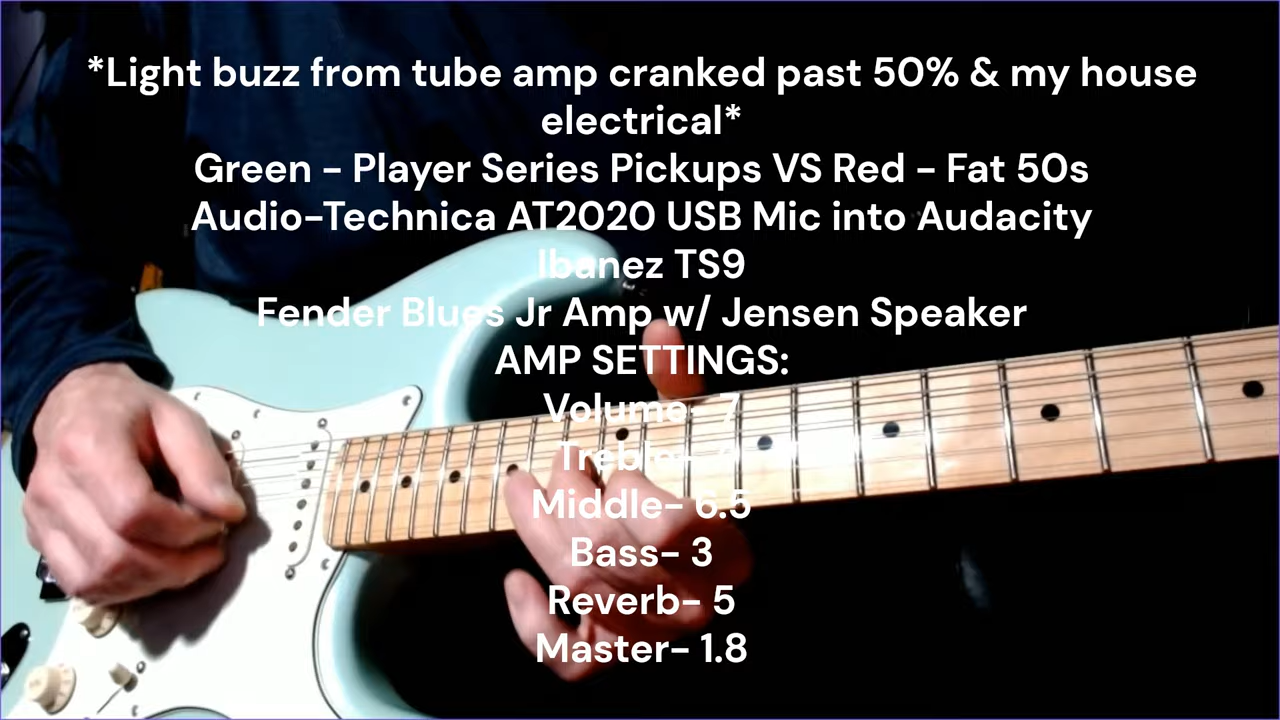 *Light buzz from tube amp cranked past 50% & my house
electrical*
Green - Player Series Pickups VS Red - Fat 50s
Audio-Technica AT2020 USB Mic into Audacity
Ibanez TS9
Fender Blues Jr Amp w/ Jensen Speaker
AMP SETTINGS:
Volume- 7
Treble-
Middle- 6.5
Bass- 3
Reverb- 5
Master- 1.8